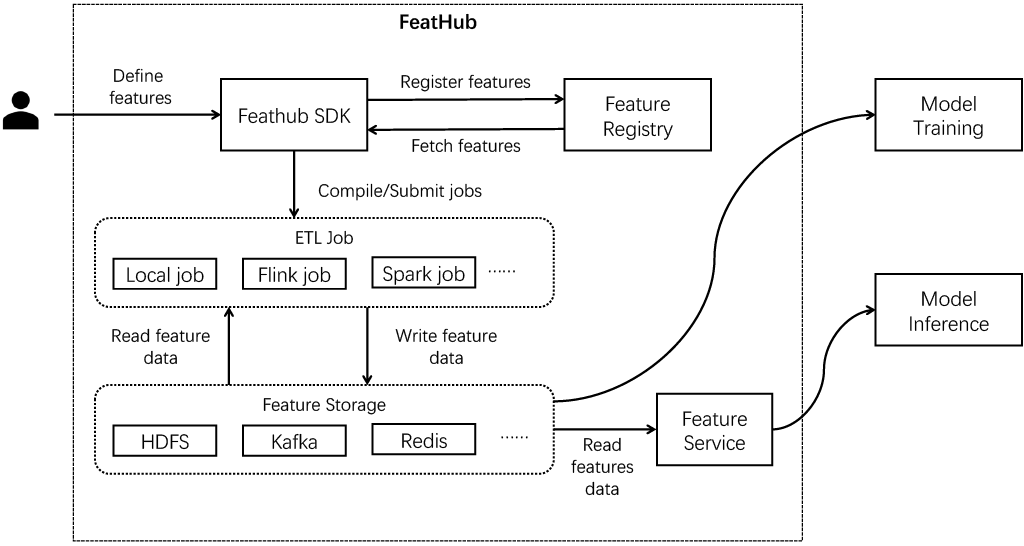 FeatHub
Define
features
Feathub SDK
Register features
Fetch features
Feature
Registry
Model
Training
Compile/Submit jobs
ETL Job
Local job
Flink job
Spark job
......
Read feature
data
Write feature
data
Model
Inference
Feature Storage
HDFS
Kafka
Redis
......
Read
features
data
Feature
Service